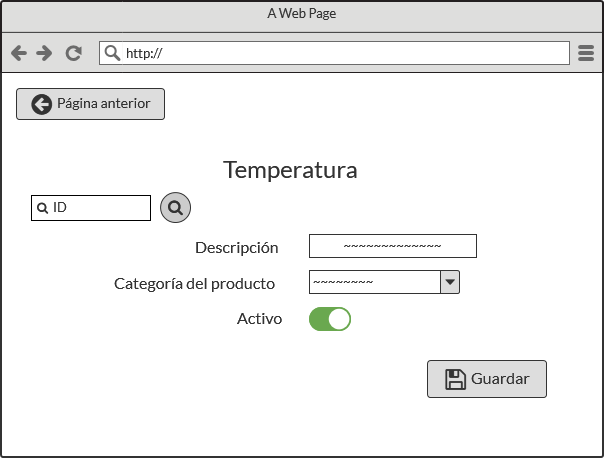 A Web Page
http://
Página anterior
Temperatura
ID
Descripción
~~~~~~~~~~~~~
Categoría del producto
~~~~~~~~
Activo
Guardar